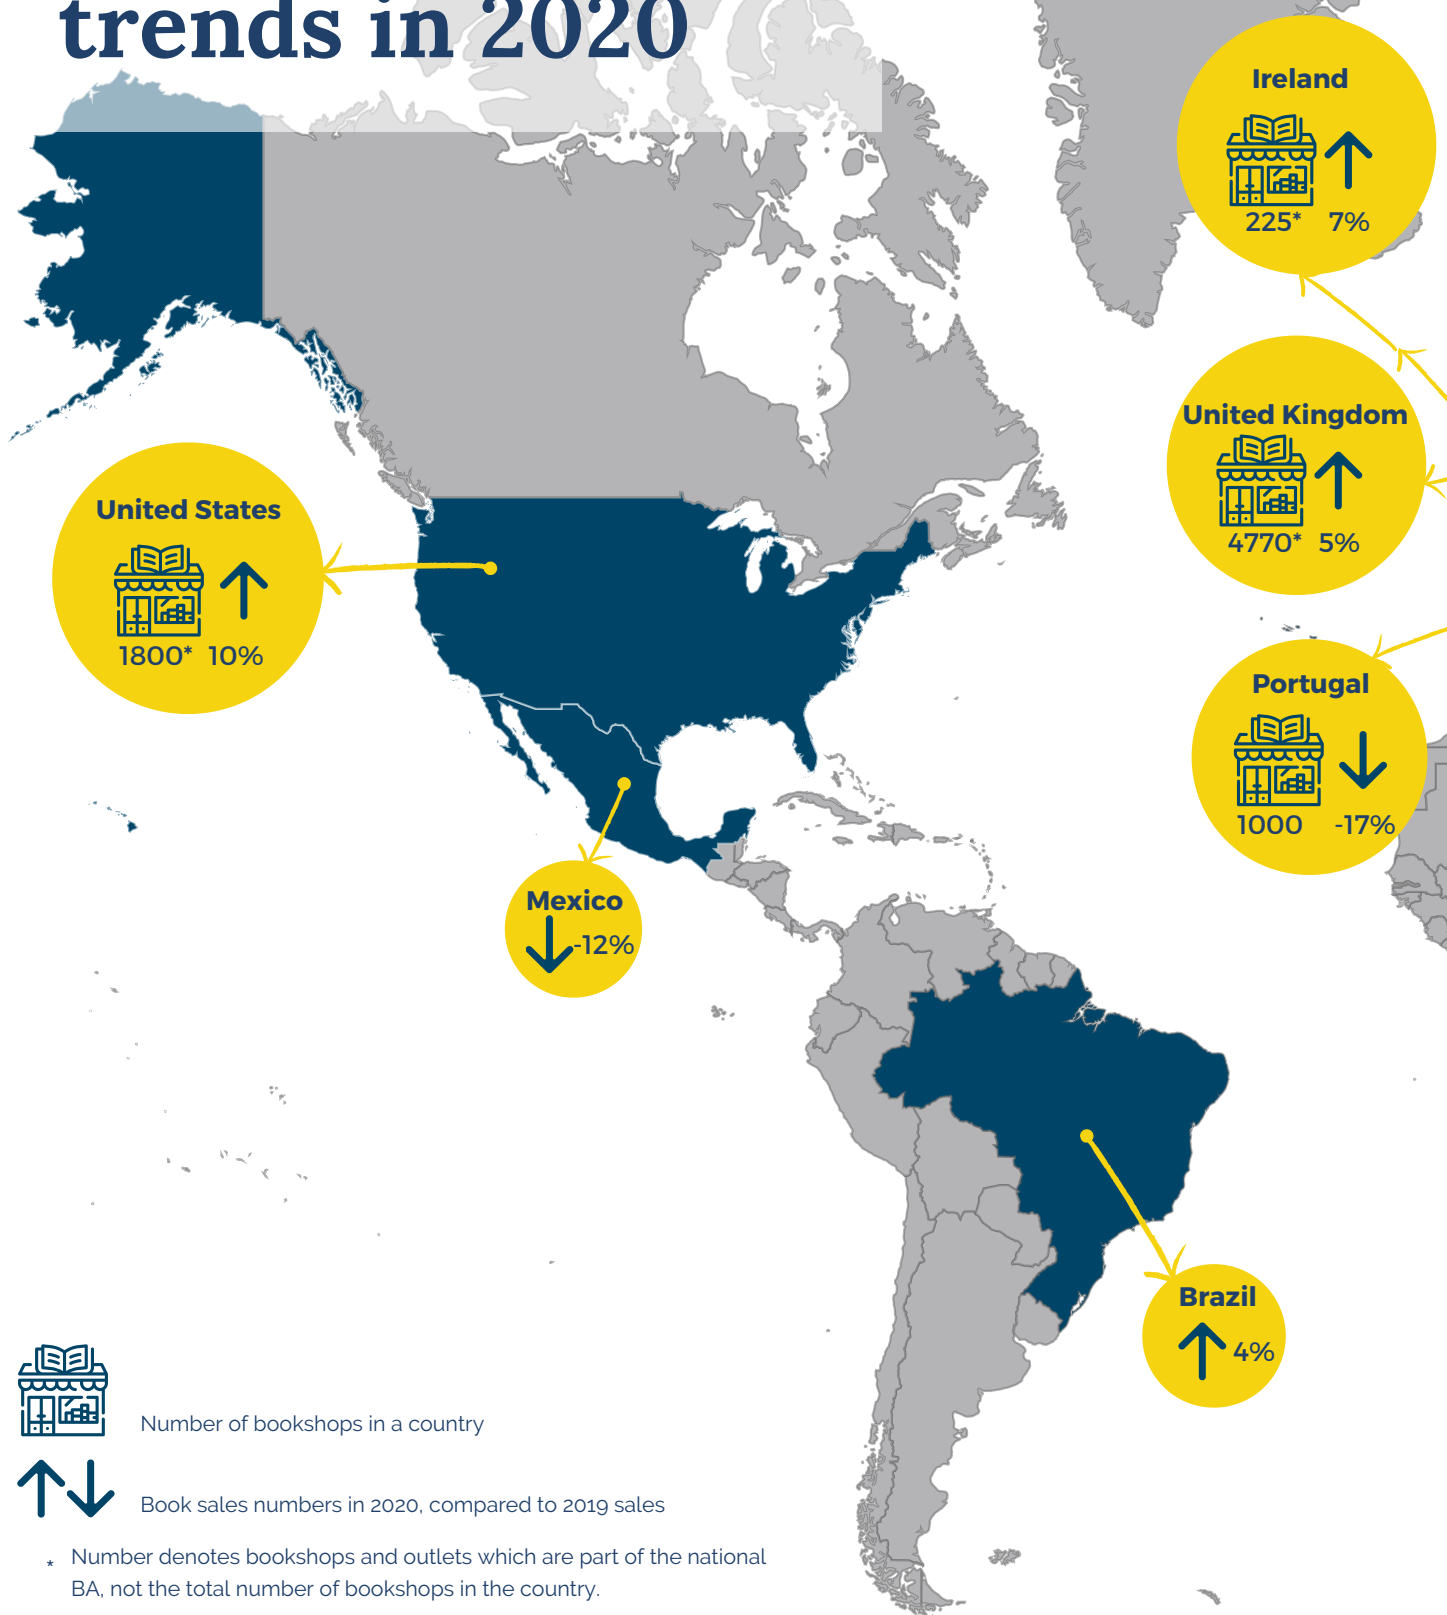 trends in 2020
Ireland
225* 7%
United Kingdom
4770* 5%
United States
1800* 10%
Portugal
1000 -17%
Mexico
-12%
Brazil
4%
Number of bookshops in a country
Book sales numbers in 2020, compared to 2019 sales
* Number denotes bookshops and outlets which are part of the national
BA, not the total number of bookshops in the country.